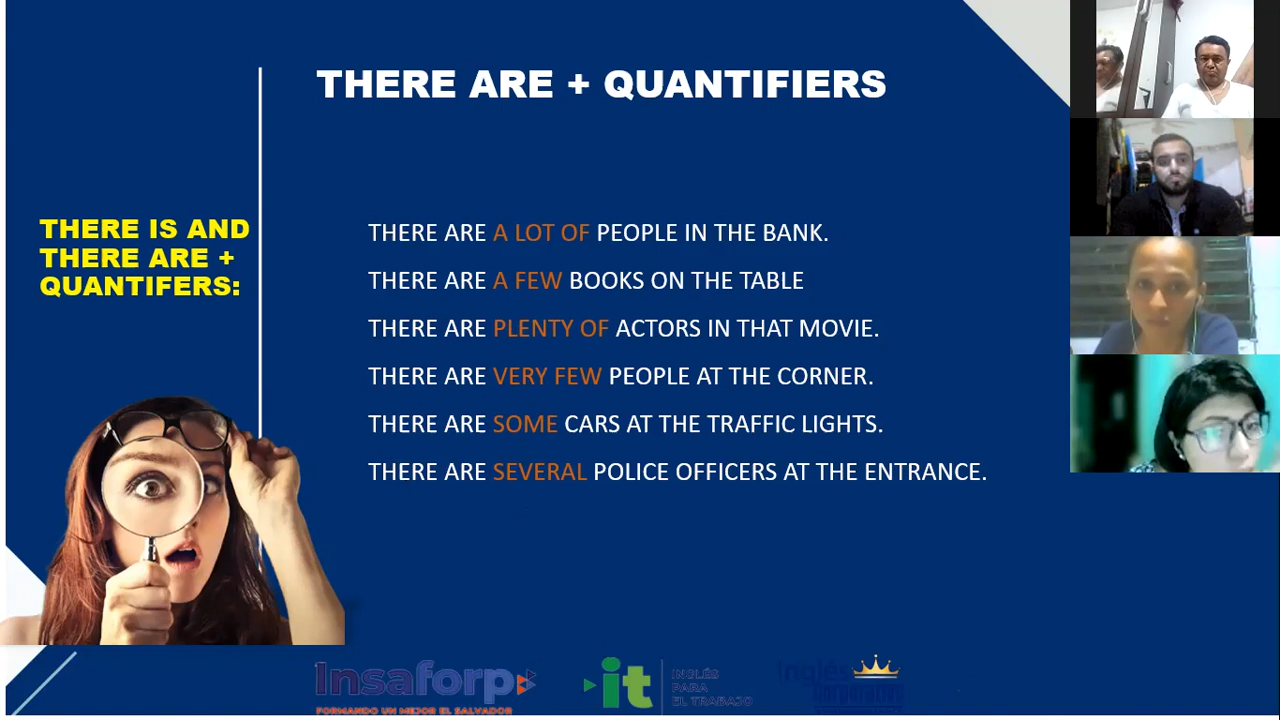 THERE ARE + QUANTIFIERS
THERE IS AND
THERE ARE +
QUANTIFERS:
THERE ARE A LOT OF PEOPLE IN THE BANK.
THERE ARE A FEW BOOKS ON THE TABLE
THERE ARE PLENTY OF ACTORS IN THAT MOVIE.
THERE ARE VERY FEW PEOPLE AT THE CORNER.
THERE ARE SOME CARS AT THE TRAFFIC LIGHTS.
THERE ARE SEVERAL POLICE OFFICERS AT THE ENTRANCE.
Insaforp
FORMANDO UN MEJOR EL SALVADOR
it
INGLÉS
PARA
EL TRABAJO
Inglés
Corporativo